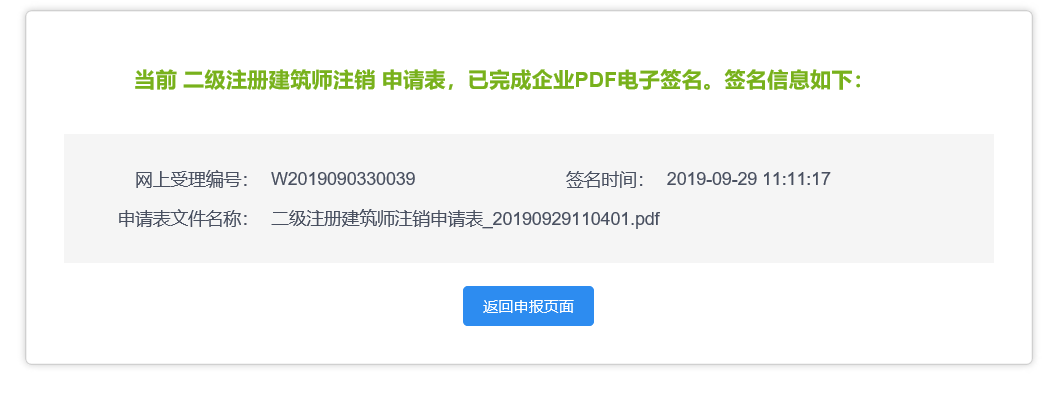 当前 二级注册建筑师注销 申请表，已完成企业PDF电子签名。签名信息如下：
网上受理编号： W2019090330039 签名时间： 2019-09-29 11:11:17
申请表文件名称： 二级注册建筑师注销申请表_20190929110401.pdf
返回申报页面